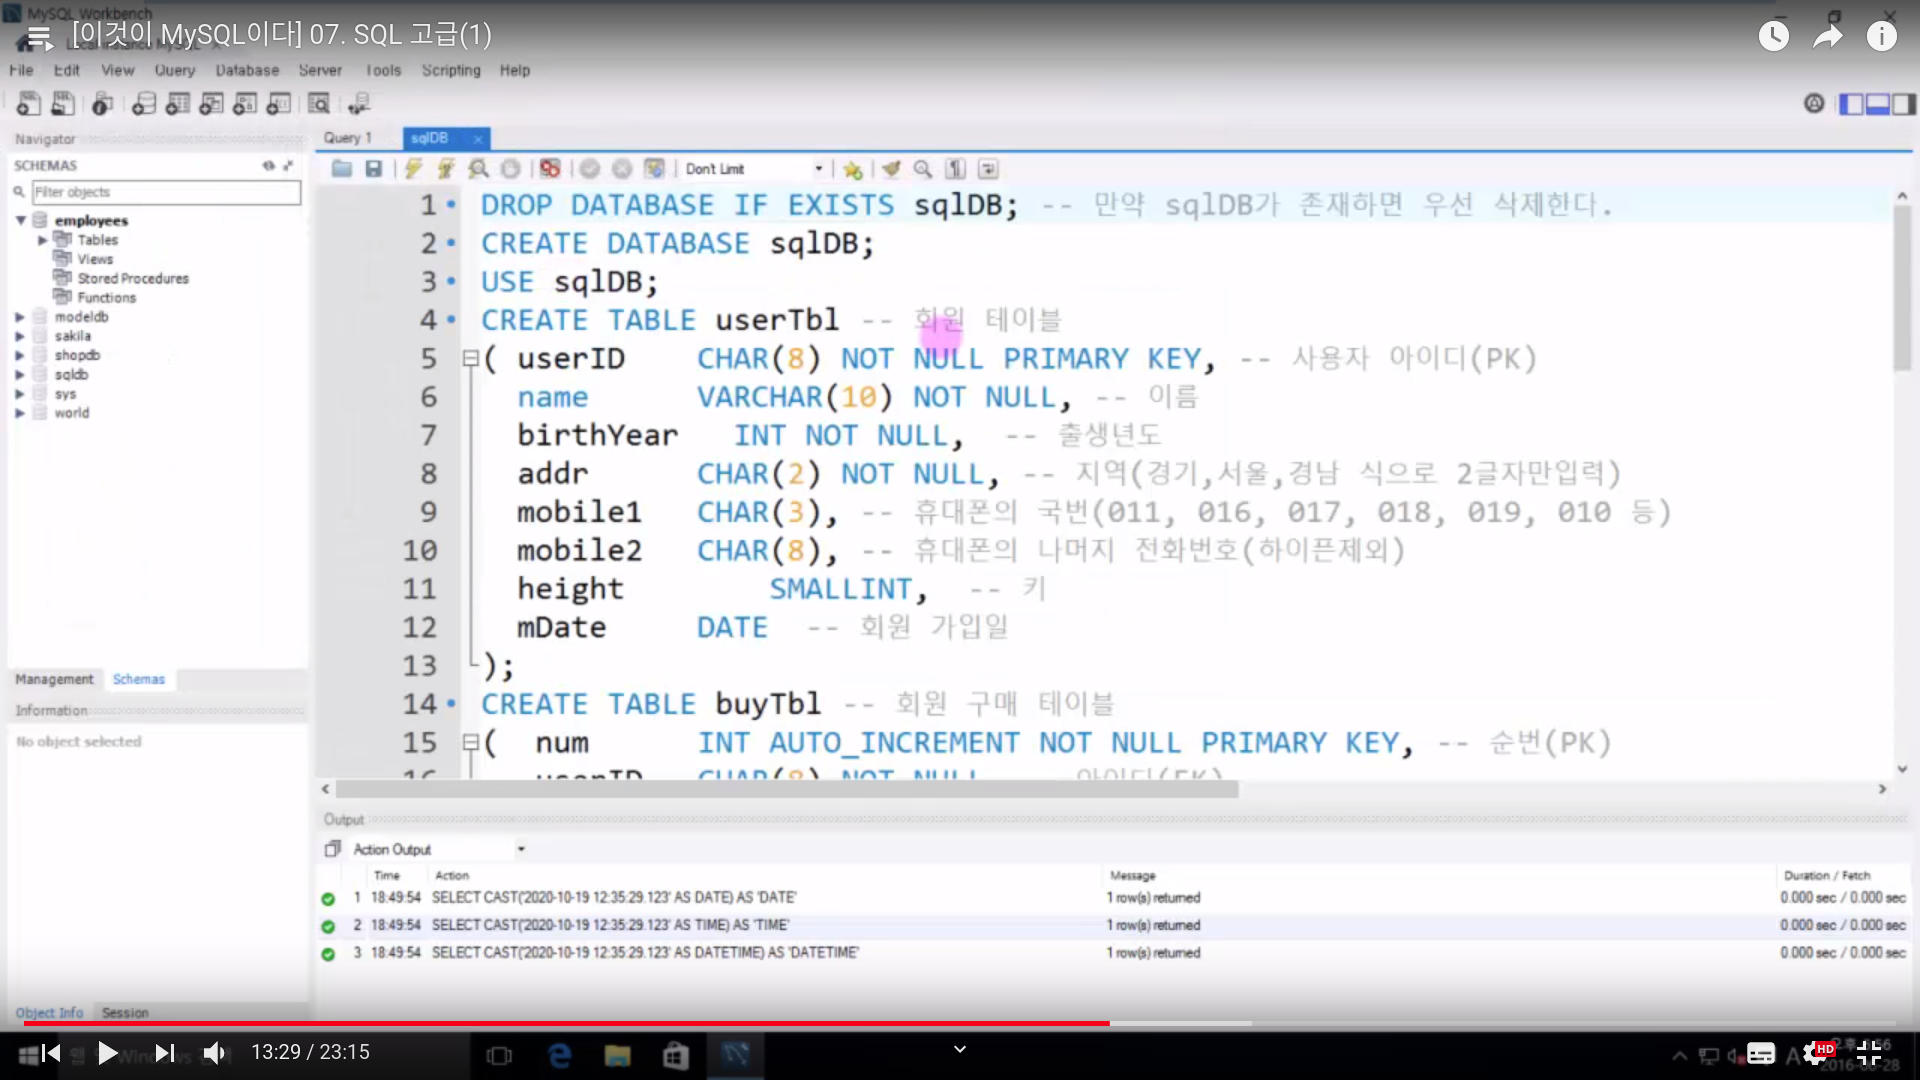 MySQL Workbench
[이것이 MySQL이다] 07. SQL 고급(1)
File Edit View Query Database Server Tools Scripting Help
Navigator
SCHEMAS
Filter objects
employees
Tables
Views
Stored Procedures
Functions
modeldb
sakila
shopdb
sqldb
sys
world
Management Schemas
Information
No object selected
Object Info Session
Query 1 sqlDB
Don't Limit
1 DROP DATABASE IF EXISTS sqlDB; -- 만약 sqlDB가 존재하면 우선 삭제한다.
2 CREATE DATABASE sqlDB;
3 USE sqlDB;
4 CREATE TABLE userTbl -- 회원 테이블
5 ( userID CHAR(8) NOT NULL PRIMARY KEY, -- 사용자 아이디(PK)
6 name VARCHAR(10) NOT NULL, -- 이름
7 birthYear INT NOT NULL, -- 출생년도
8 addr CHAR(2) NOT NULL, -- 지역(경기,서울,경남 식으로 2글자만입력)
9 mobile1 CHAR(3), -- 휴대폰의 국번(011, 016, 017, 018, 019, 010 등)
10 mobile2 CHAR(8), -- 휴대폰의 나머지 전화번호(하이픈제외)
11 height SMALLINT, -- 키
12 mDate DATE -- 회원 가입일
13 );
14 CREATE TABLE buyTbl -- 회원 구매 테이블
15 ( num INT AUTO_INCREMENT NOT NULL PRIMARY KEY, -- 순번(PK)
16 userID CHAR(8) NOT NULL 아이디(FK)
Output
Action Output
Time Action Message Duration / Fetch
1 18:49:54 SELECT CAST('2020-10-19 12:35:29.123' AS DATE) AS 'DATE' 1 row(s) returned 0.000 sec / 0.000 sec
2 18:49:54 SELECT CAST('2020-10-19 12:35:29.123' AS TIME) AS 'TIME' 1 row(s) returned 0.000 sec / 0.000 sec
3 18:49:54 SELECT CAST('2020-10-19 12:35:29.123' AS DATETIME) AS 'DATETIME' 1 row(s) returned 0.000 sec / 0.000 sec
13:29 / 23:15
HD